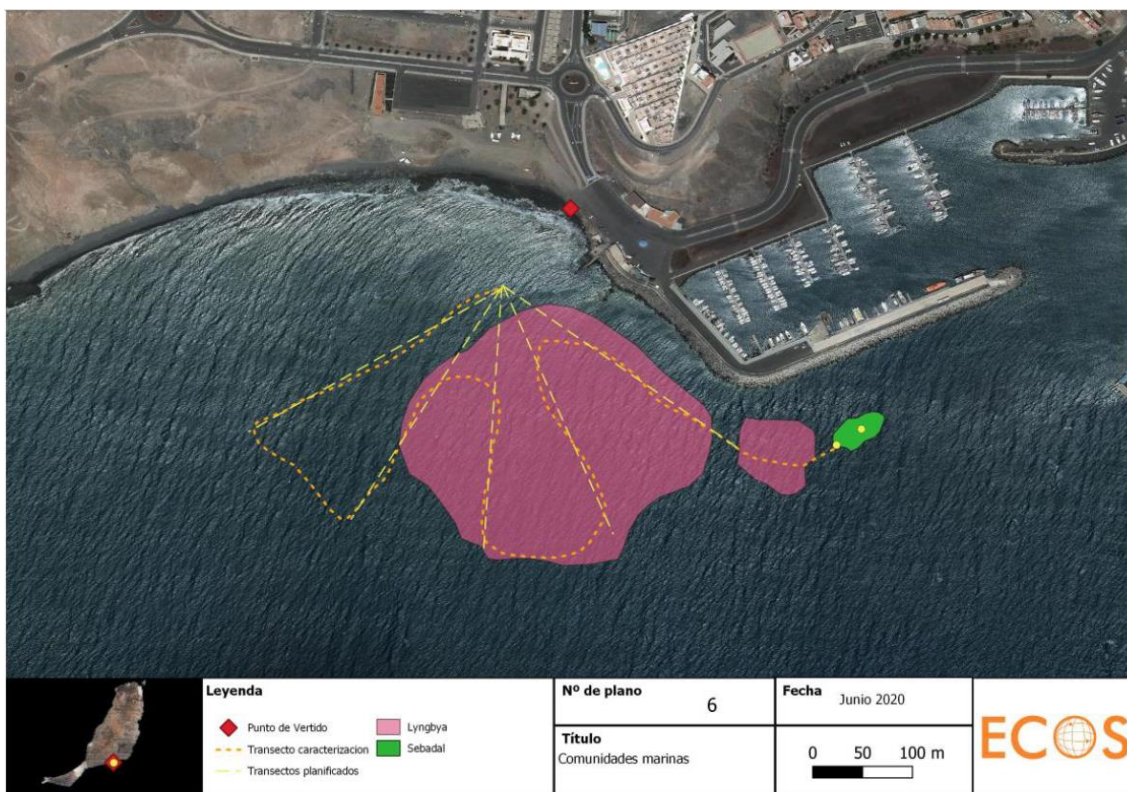 Leyenda
Punto de Vertido
Transecto caracterizacion
Transectos planificados
Lyngbya
Sebadal
Nº de plano
6
Título
Comunidades marinas
Fecha
Junio 2020
0 50 100 m
ECOS